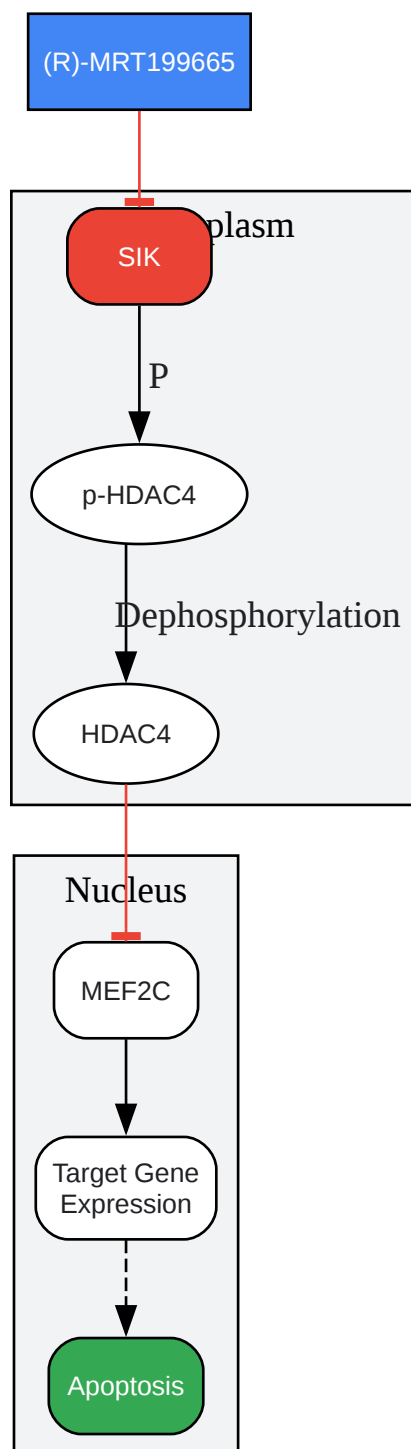 (R)-MRT199665
plasm
SIK
P
p-HDAC4
Dephosphorylation
HDAC4
Nucleus
MEF2C
Target Gene
Expression
Apoptosis